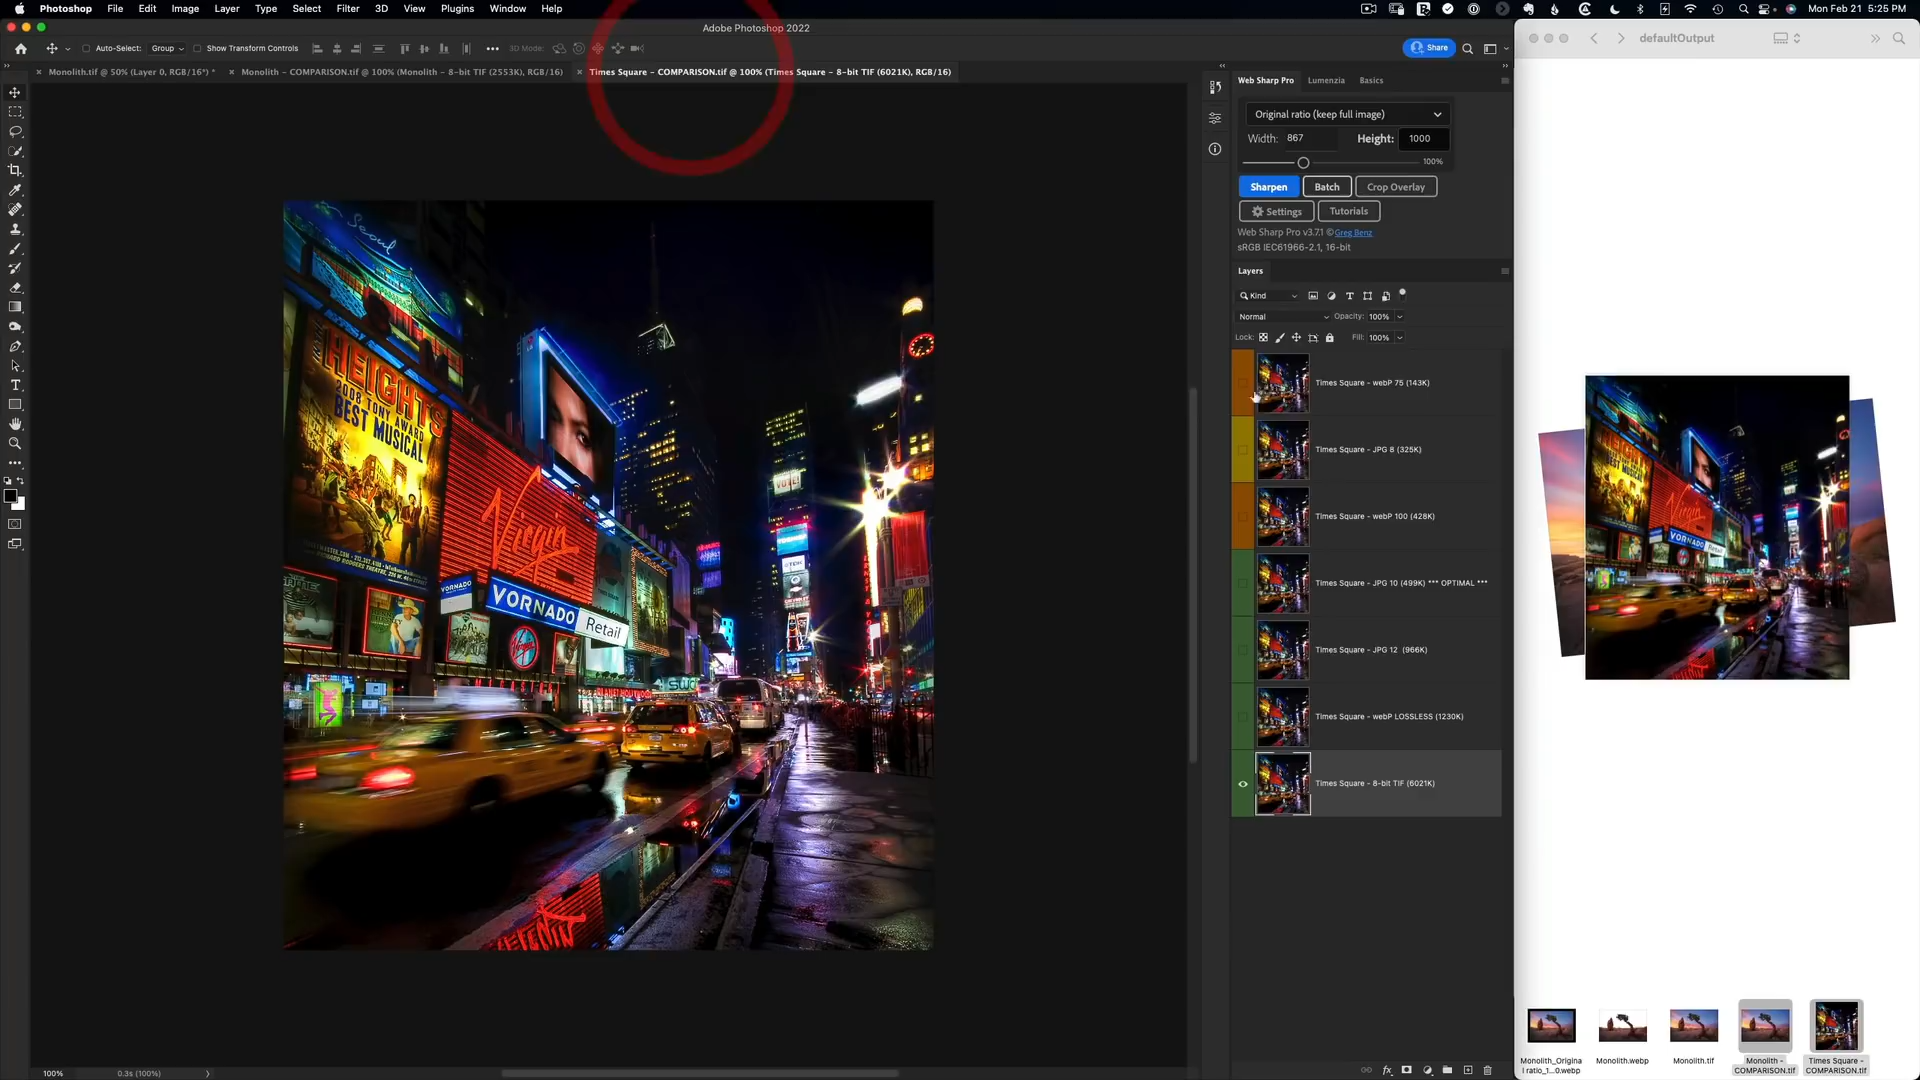 Photoshop File Edit Image Layer Type Select Filter 3D View Plugins Window Help
Mon Feb 21 5:25 PM
Adobe Photoshop 2022
defaultOutput
Auto-Select: Group Show Transform Controls
3D Mode:
Share
Monolith.tif @ 50% (Layer 0, RGB/16*) *
Monolith – COMPARISON.tif @ 100% (Monolith - 8-bit TIF (2553K), RGB/16)
Times Square – COMPARISON.tif @ 100% (Times Square – 8-bit TIF (6021K), RGB/16)
Web Sharp Pro Lumenzia Basics
Original ratio (keep full image)
Width: 867 Height: 1000
100%
Sharpen Batch Crop Overlay
Settings Tutorials
Web Sharp Pro v3.7.1 ©Greg Benz
sRGB IEC61966-2.1, 16-bit
Layers
Kind
Normal Opacity: 100%
Lock: Fill: 100%
Times Square - webP 75 (143K)
Times Square - JPG 8 (325K)
Times Square - webP 100 (428K)
Times Square - JPG 10 (499K) *** OPTIMAL ***
Times Square - JPG 12 (966K)
Times Square - webP LOSSLESS (1230K)
Times Square - 8-bit TIF (6021K)
Seoul
HEIGHTS
2008 TONY AWARD
BEST MUSICAL
Virgin
VORNADO
VORNADO
Retail
PLANET HOLLYWOOD
100% 0.3s (100%)
Monolith_Origina
l ratio_1...0.webp
Monolith.webp
Monolith.tif
Monolith -
COMPARISON.tif
Times Square -
COMPARISON.tif